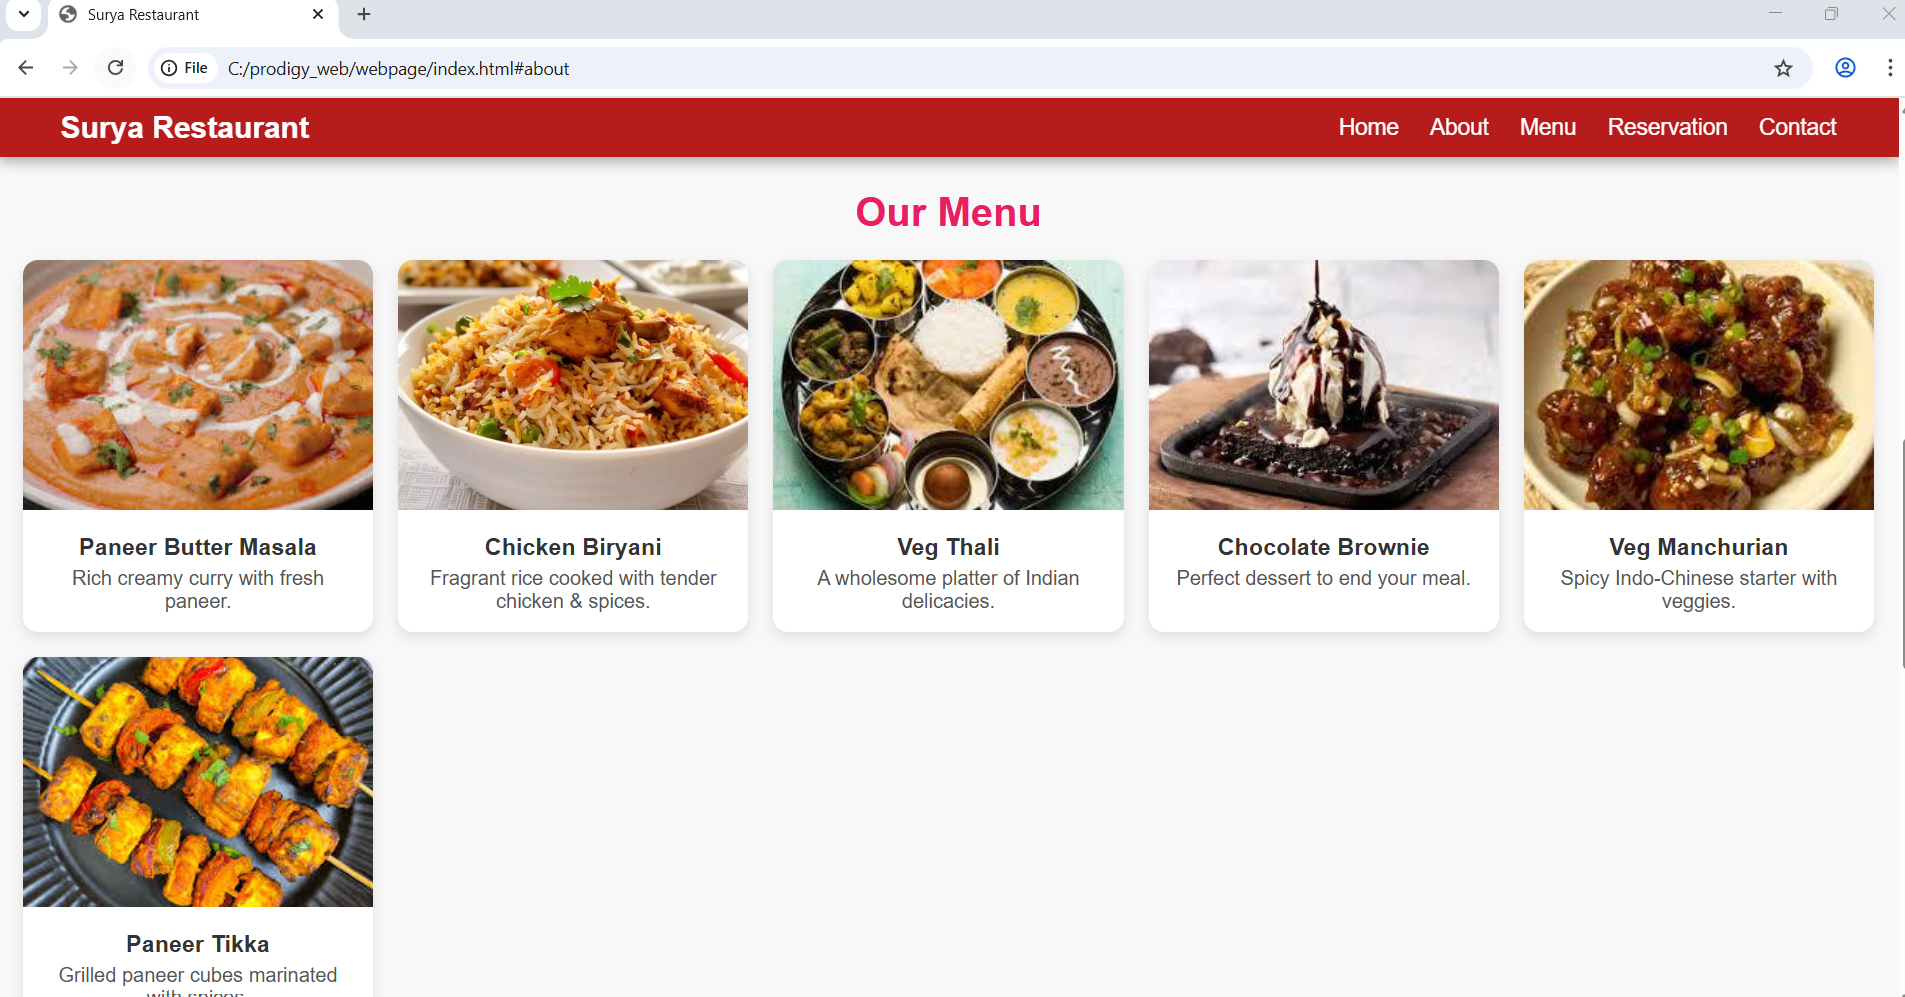 Surya Restaurant
File C:/prodigy_web/webpage/index.html#about
Surya Restaurant Home About Menu Reservation Contact
Our Menu
Paneer Butter Masala
Rich creamy curry with fresh
paneer.
Chicken Biryani
Fragrant rice cooked with tender
chicken & spices.
Veg Thali
A wholesome platter of Indian
delicacies.
Chocolate Brownie
Perfect dessert to end your meal.
Veg Manchurian
Spicy Indo-Chinese starter with
veggies.
Paneer Tikka
Grilled paneer cubes marinated
with spices.